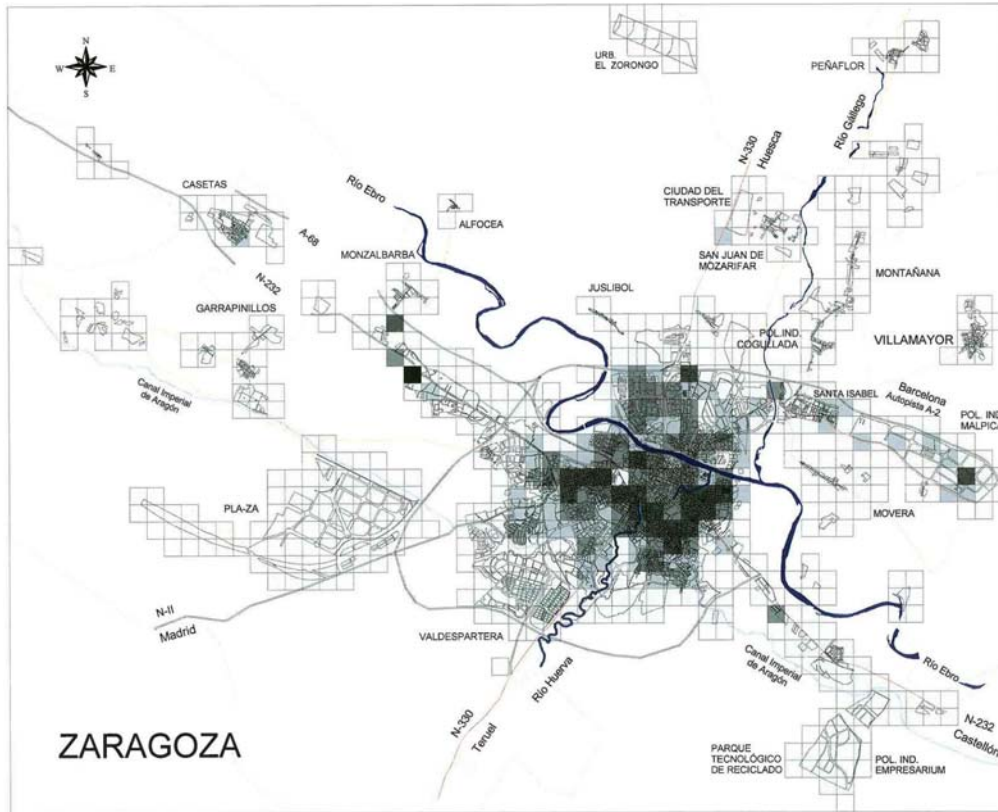 N
W E
S
URB.
EL ZORONGO
PEÑAFLOR
Río Gállego
N-330
Huesca
CASETAS
Río Ebro
ALFOCEA
CIUDAD DEL
TRANSPORTE
A-68
MONZALBARBA
SAN JUAN DE
MOZARIFAR
MONTAÑANA
N-232
GARRAPINILLOS
JUSLIBOL
POL. IND.
COGULLADA
VILLAMAYOR
Canal Imperial
de Aragón
Barcelona
Autopista A-2
SANTA ISABEL
POL. IND.
MALPICA
PLA-ZA
MOVERA
N-II
Madrid
VALDESPARTERA
Río Huerva
Canal Imperial
de Aragón
Río Ebro
N-330
Teruel
N-232
Castellón
ZARAGOZA
PARQUE
TECNOLÓGICO
DE RECICLADO
POL. IND.
EMPRESARIUM